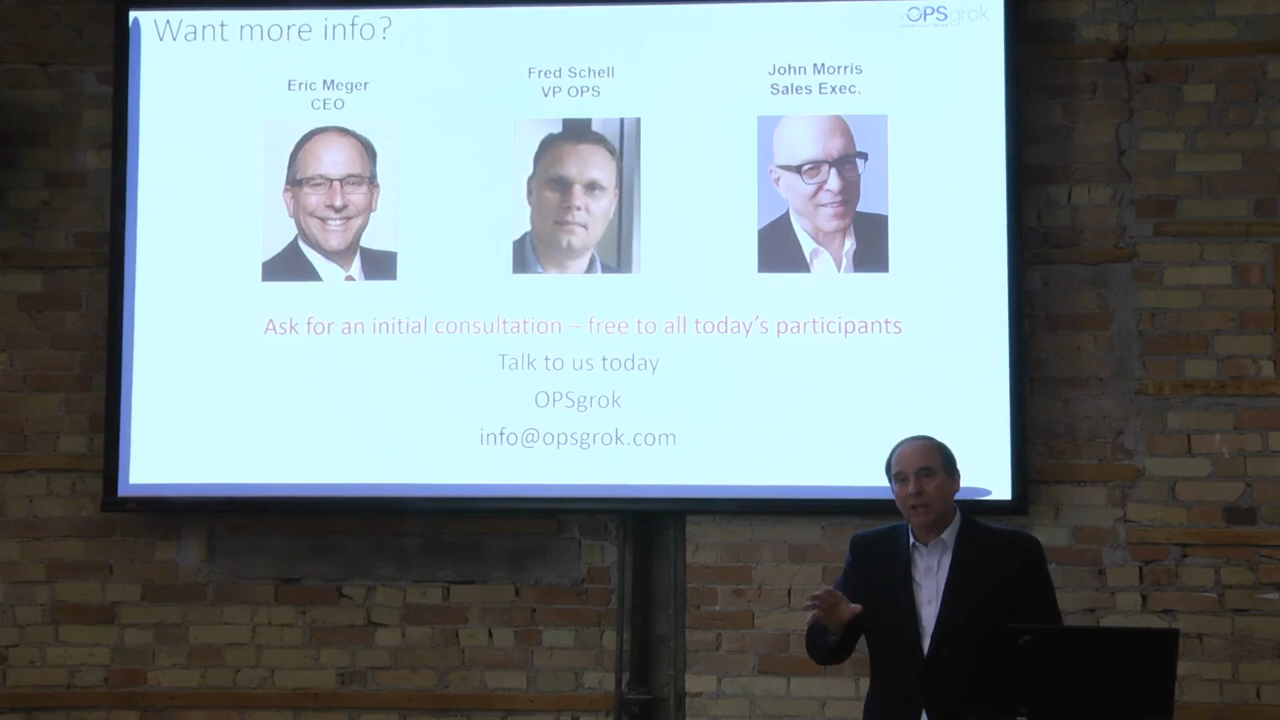 Want more info?
OPSgrok
Eric Meger
CEO
Fred Schell
VP OPS
John Morris
Sales Exec.
Ask for an initial consultation – free to all today's participants
Talk to us today
OPSgrok
info@opsgrok.com